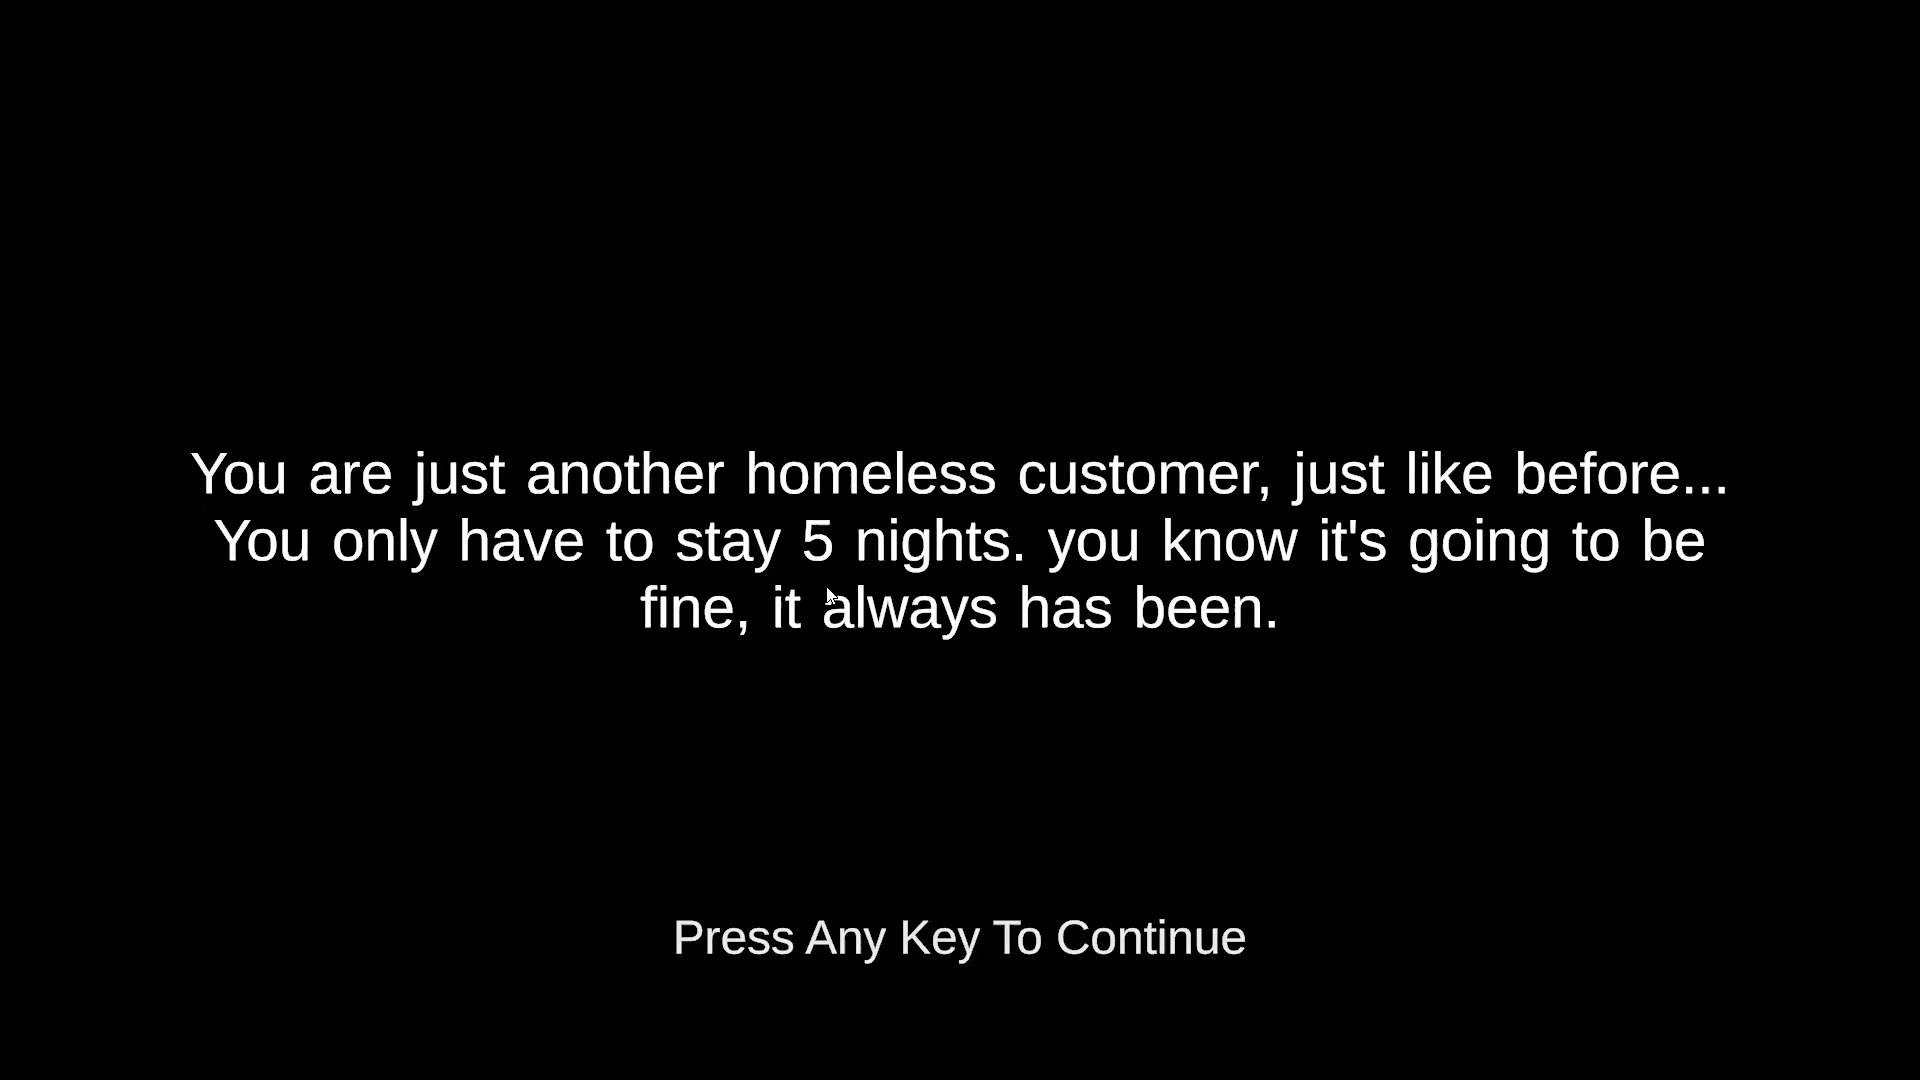 You are just another homeless customer, just like before...
You only have to stay 5 nights. you know it's going to be
fine, it always has been.
Press Any Key To Continue